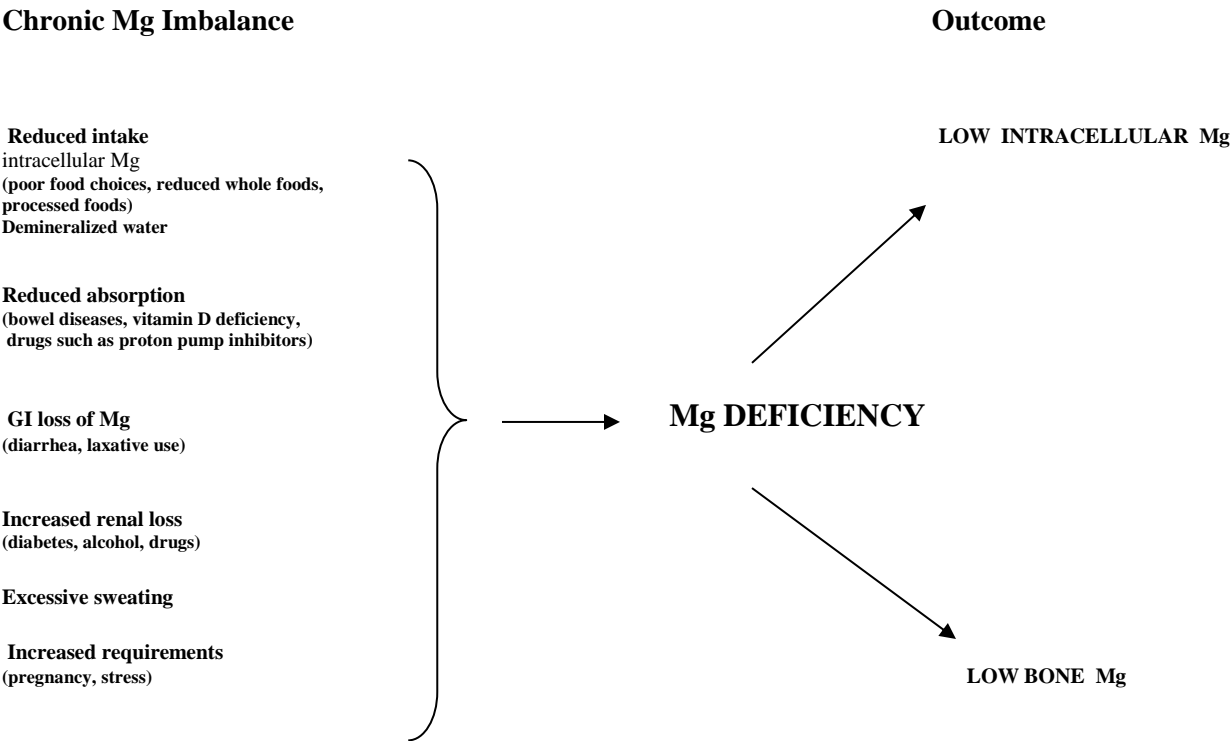 Chronic Mg Imbalance
Outcome
Reduced intake
intracellular Mg
(poor food choices, reduced whole foods,
processed foods)
Demineralized water
LOW INTRACELLULAR Mg
Reduced absorption
(bowel diseases, vitamin D deficiency,
drugs such as proton pump inhibitors)
GI loss of Mg
(diarrhea, laxative use)
Mg DEFICIENCY
Increased renal loss
(diabetes, alcohol, drugs)
Excessive sweating
Increased requirements
(pregnancy, stress)
LOW BONE Mg